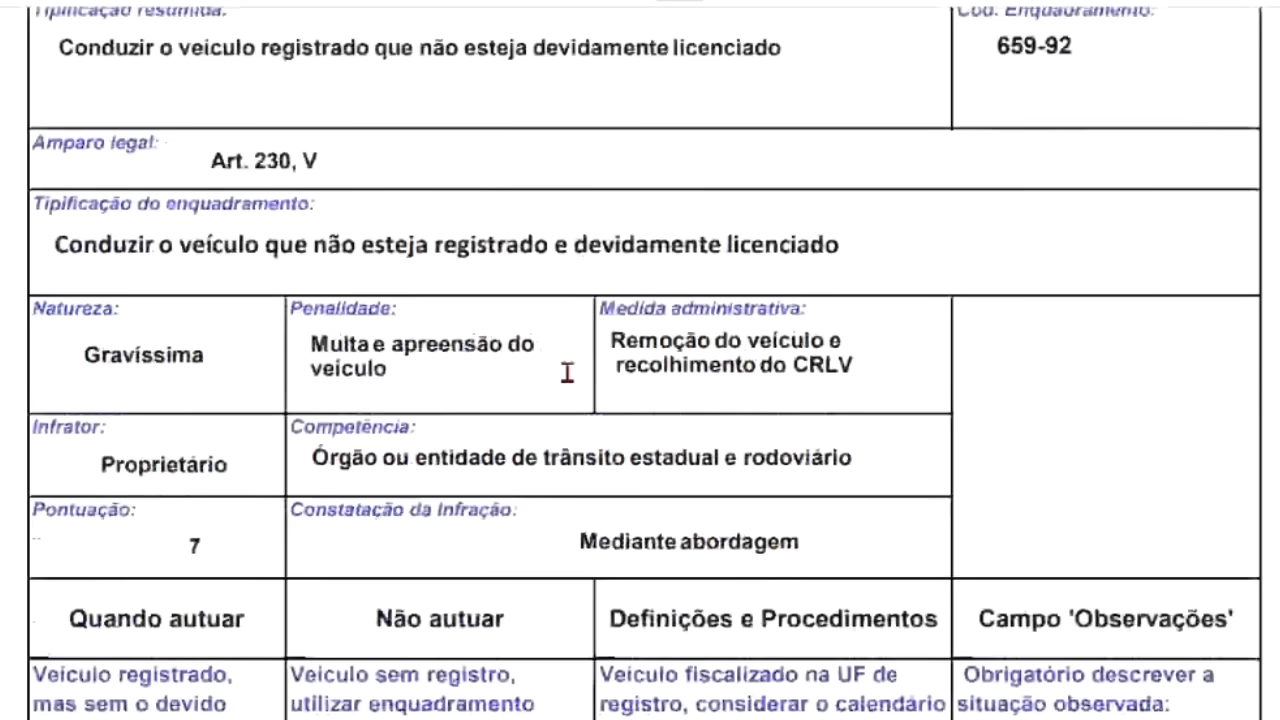 Tipificação resumida:
Cód. Enquadramento:
Conduzir o veículo registrado que não esteja devidamente licenciado
659-92
Amparo legal:
Art. 230, V
Tipificação do enquadramento:
Conduzir o veículo que não esteja registrado e devidamente licenciado
Natureza:
Penalidade:
Medida administrativa:
Gravíssima
Multa e apreensão do
veículo
Remoção do veículo e
recolhimento do CRLV
Infrator:
Competência:
Proprietário
Órgão ou entidade de trânsito estadual e rodoviário
Pontuação:
Constatação da Infração:
7
Mediante abordagem
Quando autuar
Não autuar
Definições e Procedimentos
Campo 'Observações'
Veículo registrado,
mas sem o devido
Veículo sem registro,
utilizar enquadramento
Veículo fiscalizado na UF de
registro, considerar o calendário
Obrigatório descrever a
situação observada: